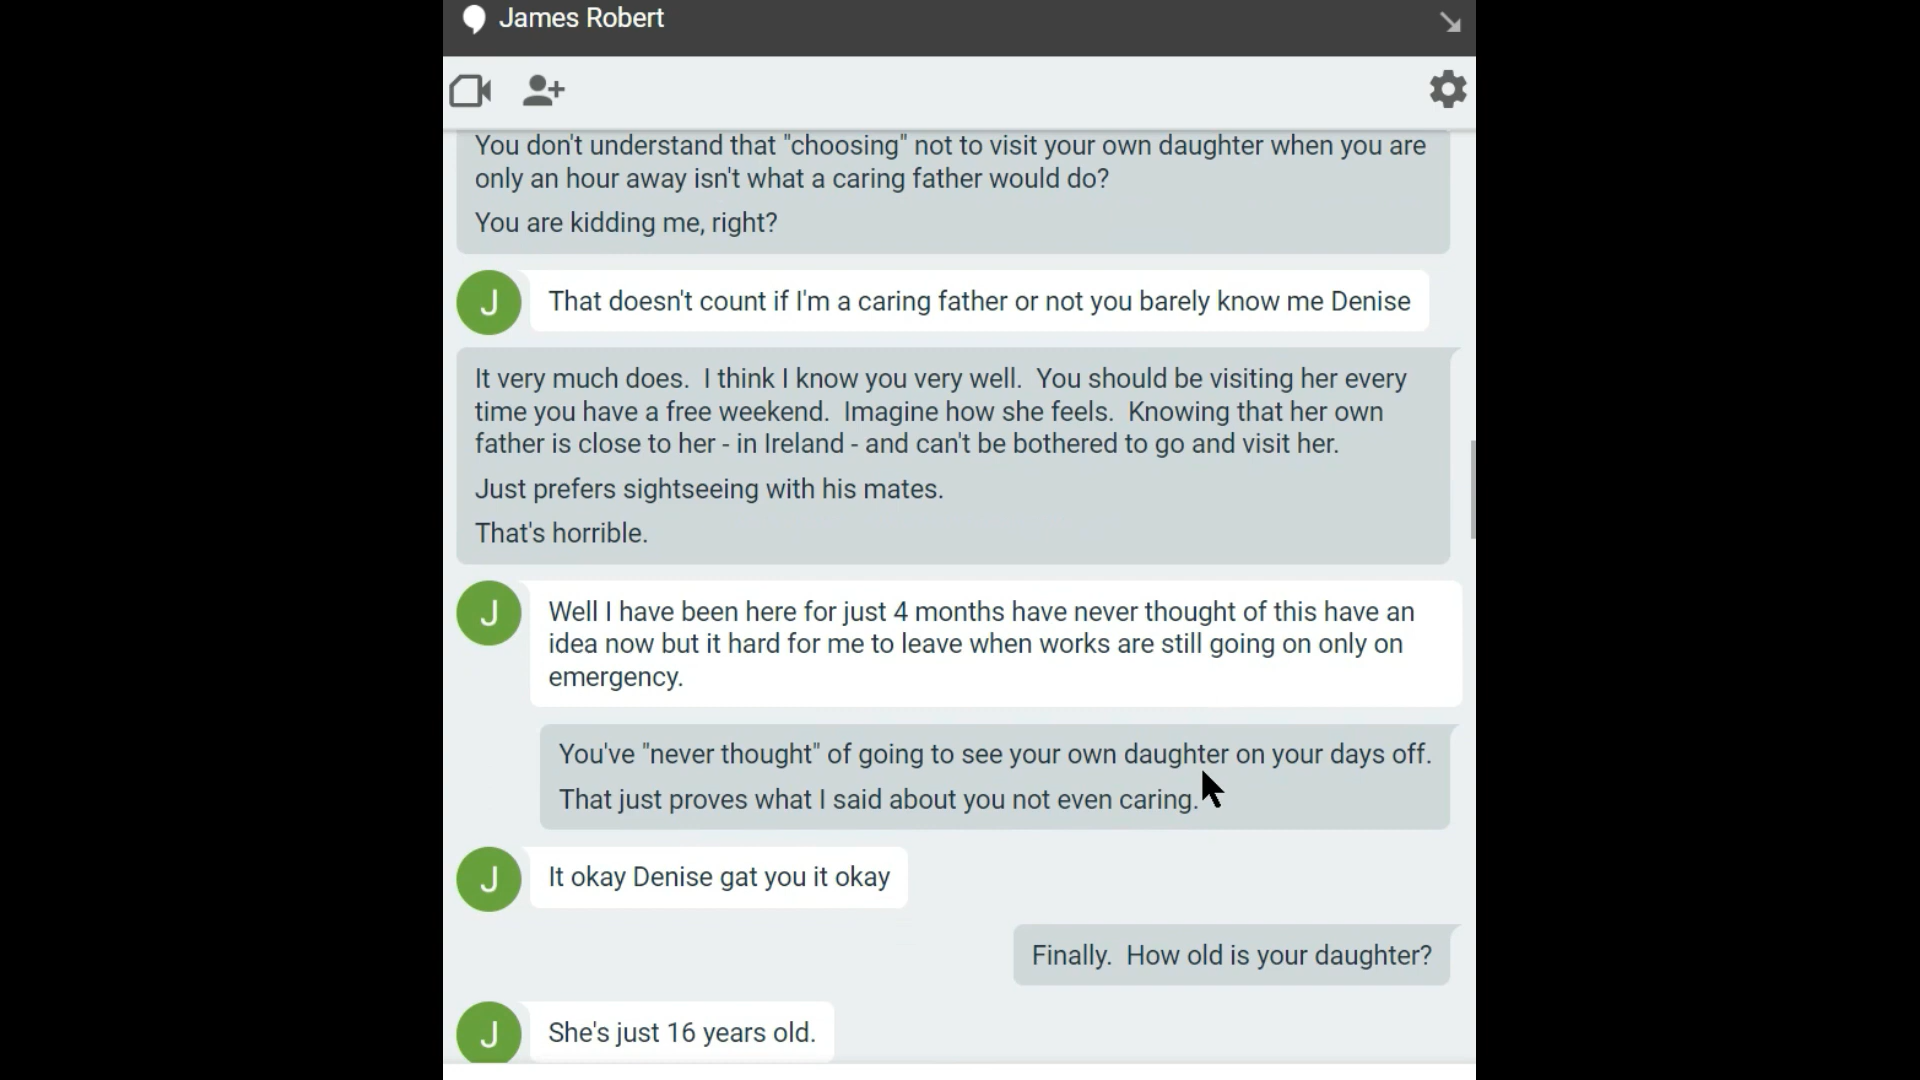 James Robert
You don't understand that "choosing" not to visit your own daughter when you are
only an hour away isn't what a caring father would do?
You are kidding me, right?
J
That doesn't count if I'm a caring father or not you barely know me Denise
It very much does.  I think I know you very well.  You should be visiting her every
time you have a free weekend.  Imagine how she feels.  Knowing that her own
father is close to her - in Ireland - and can't be bothered to go and visit her.
Just prefers sightseeing with his mates.
That's horrible.
J
Well I have been here for just 4 months have never thought of this have an
idea now but it hard for me to leave when works are still going on only on
emergency.
You've "never thought" of going to see your own daughter on your days off.
That just proves what I said about you not even caring.
J
It okay Denise gat you it okay
Finally.  How old is your daughter?
J
She's just 16 years old.